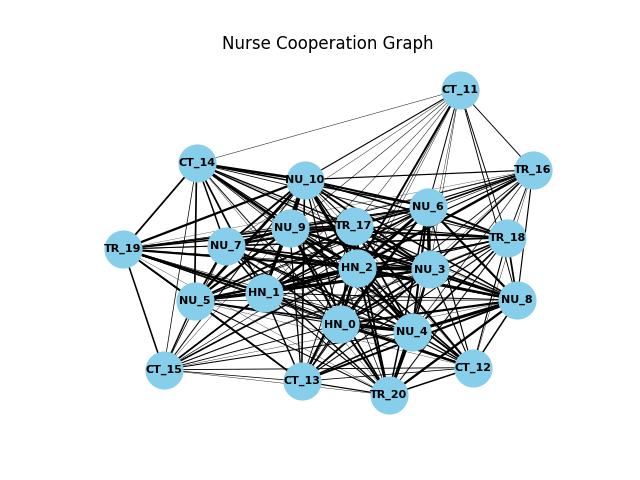 Nurse Cooperation Graph
CT_11
CT_14
TR_16
NU_10
NU_6
NU_9
TR_17
TR_18
NU_7
TR_19
HN_2
NU_3
HN_1
NU_5
NU_8
HN_0
NU_4
CT_15
CT_12
CT_13
TR_20